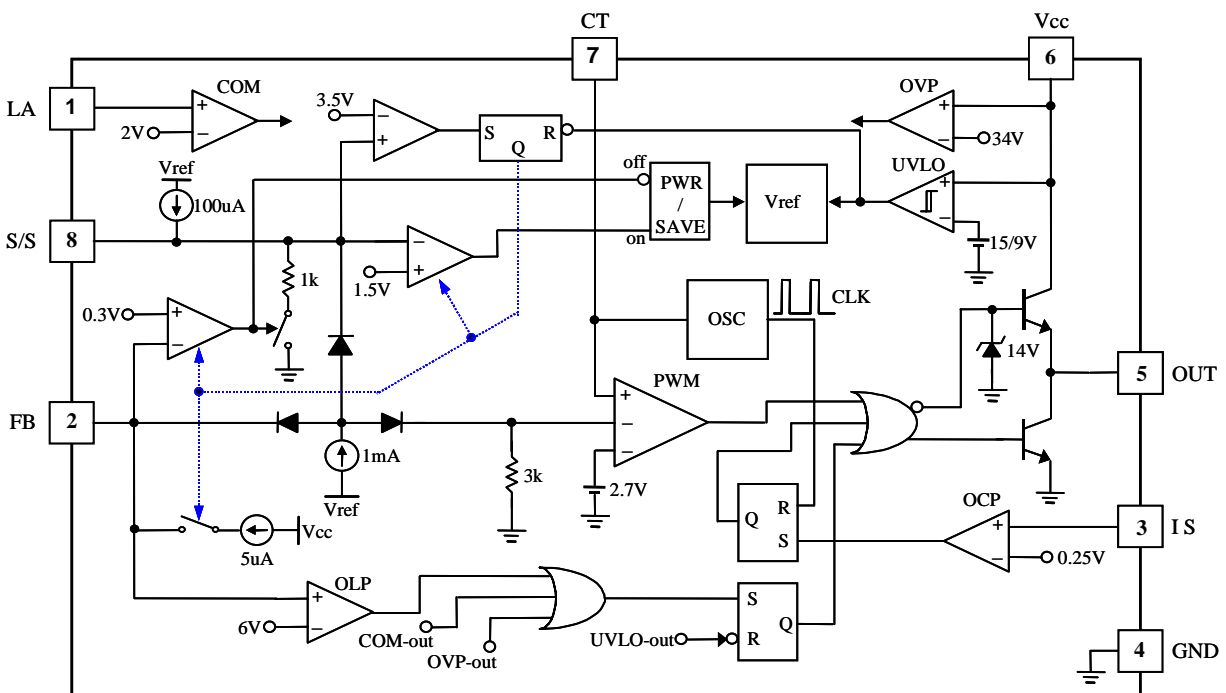 CT
Vcc
7
6
LA
1
COM
+
2V
−
3.5V
−
+
S
R
Q
OVP
+
−
34V
Vref
100uA
off
PWR
/
SAVE
on
Vref
UVLO
+
−
15/9V
S/S
8
1k
−
+
1.5V
0.3V
+
−
OSC
CLK
14V
5
OUT
PWM
+
−
−
FB
2
1mA
Vref
3k
2.7V
R
Q
S
OCP
+
−
0.25V
3
I S
Vcc
5uA
OLP
+
6V
−
COM-out
OVP-out
UVLO-out
S
R
Q
4
GND